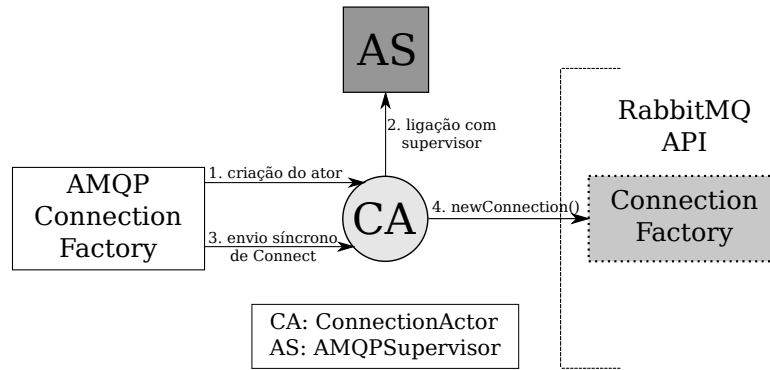 AS
2. ligação com
supervisor
RabbitMQ
API
AMQP
Connection
Factory
1. criação do ator
3. envio síncrono
de Connect
CA
4. newConnection()
Connection
Factory
CA: ConnectionActor
AS: AMQPSupervisor